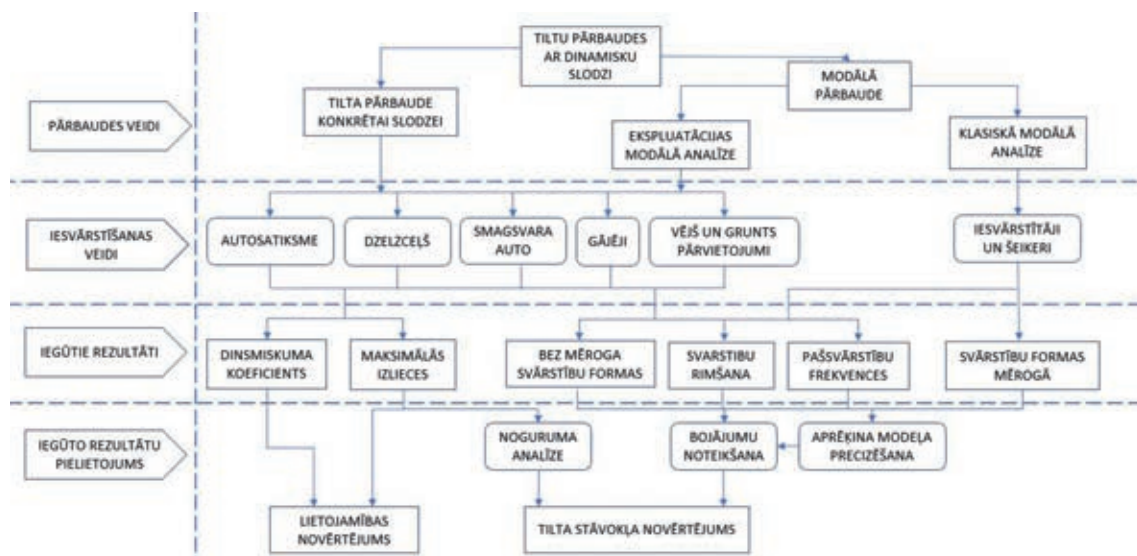 TILTU PĀRBAUDES
AR DINAMISKU
SLODZI
MODĀLĀ
PĀRBAUDE
PĀRBAUDES VEIDI
TILTA PĀRBAUDE
KONKRĒTAI SLODZEI
EKSPLUATĀCIJAS
MODĀLĀ ANALĪZE
KLASISKĀ MODĀLĀ
ANALĪZE
IESVĀRSTĪŠANAS
VEIDI
AUTOSATIKSME
DZELZCEĻŠ
SMAGSVARA
AUTO
GĀJĒJI
VĒJŠ UN GRUNTS
PĀRVIETOJUMI
IESVĀRSTĪTĀJI
UN ŠEIKERI
IEGŪTIE REZULTĀTI
DINSMISKUMA
KOEFICIENTS
MAKSIMĀLĀS
IZLIECES
BEZ MĒROGA
SVĀRSTĪBU FORMAS
SVARSTIBU
RIMŠANA
PAŠSVĀRSTĪBU
FREKVENCES
SVĀRSTĪBU FORMAS
MĒROGĀ
IEGŪTO REZULTĀTU
PIELIETOJUMS
NOGURUMA
ANALĪZE
BOJĀJUMU
NOTEIKŠANA
APRĒĶINA MODEĻA
PRECIZĒŠANA
LIETOJAMĪBAS
NOVĒRTĒJUMS
TILTA STĀVOKĻA NOVĒRTĒJUMS